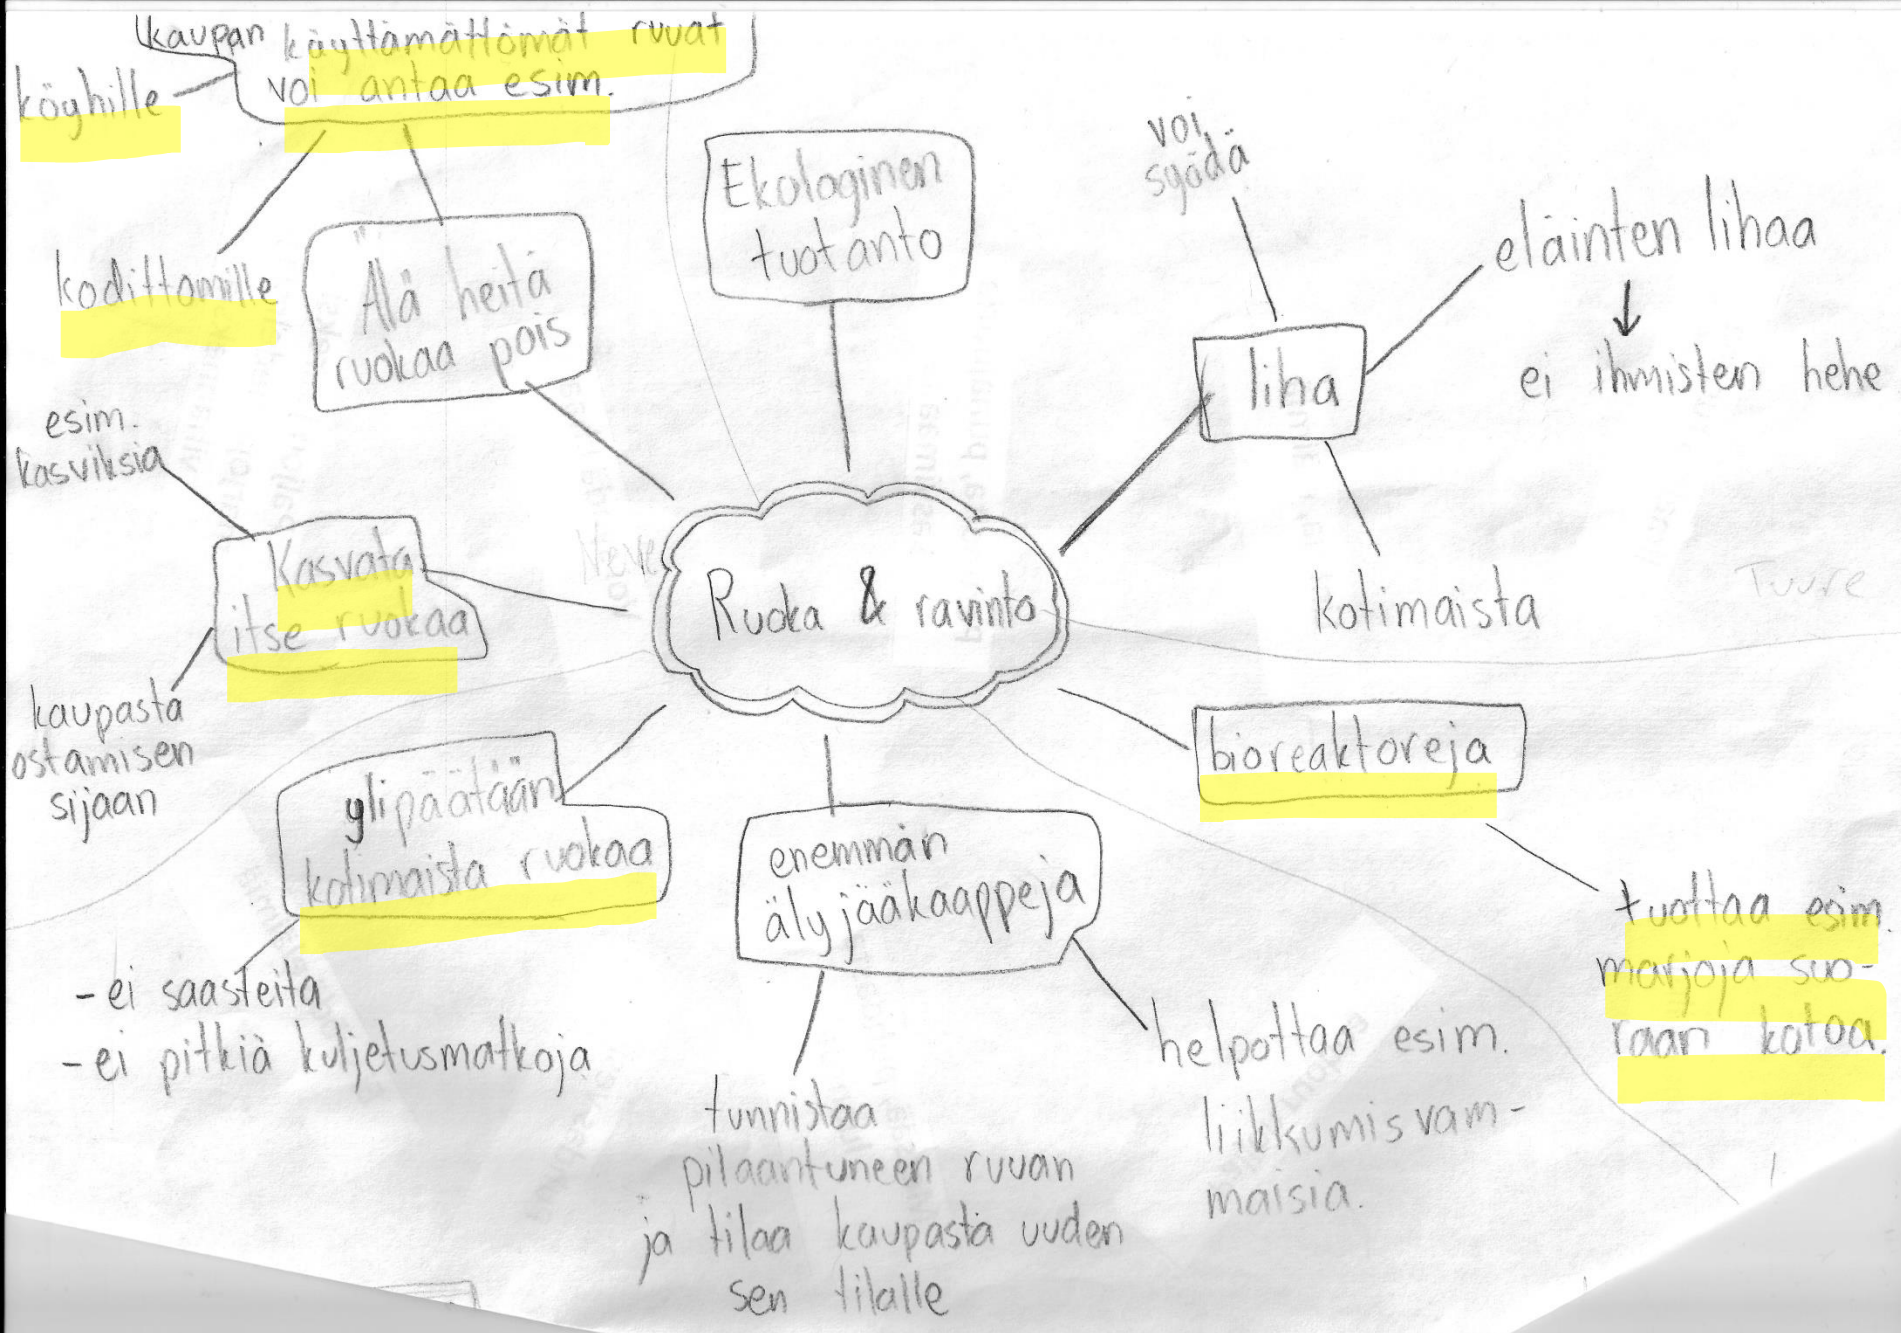 kaupan käyttämättömät ruuat
voi antaa esim.
köyhille
kodittomille
Älä heitä
ruokaa pois
Ekologinen
tuotanto
voi
syödä
liha
eläinten lihaa
↓
ei ihmisten hehe
kotimaista
Tuure
esim.
kasviksia
Kasvata
itse ruokaa
kaupasta
ostamisen
sijaan
Ruoka & ravinto
bioreaktoreja
tuottaa esim.
marjoja suo-
raan kotoa.
ylipäätään
kotimaista ruokaa
- ei saasteita
- ei pitkiä kuljetusmatkoja
enemmän
älyjääkaappeja
tunnistaa
pilaantuneen ruuan
ja tilaa kaupasta uuden
sen tilalle
helpottaa esim.
liikkumisvam-
maisia.